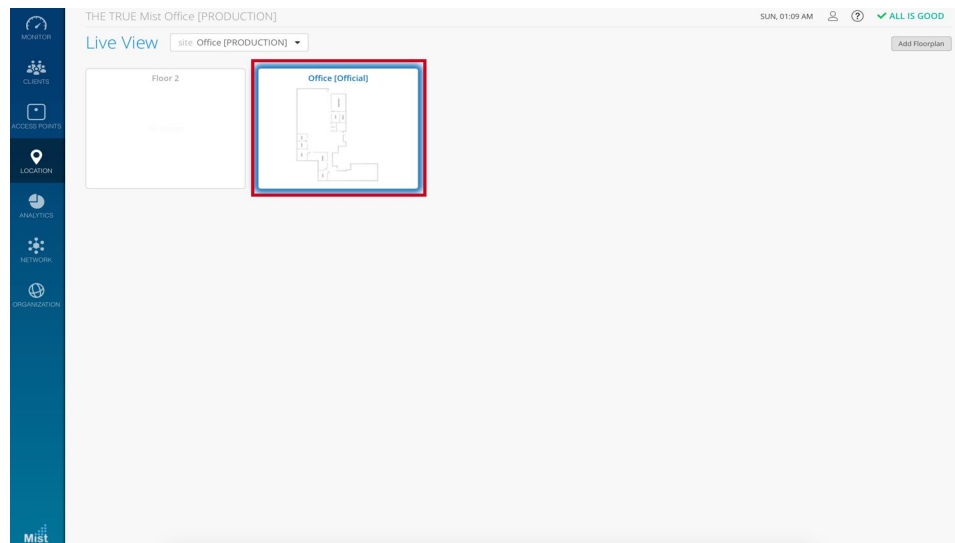 THE TRUE Mist Office [PRODUCTION]
SUN, 01:09 AM
?
ALL IS GOOD
MONITOR
Live View
site Office [PRODUCTION]
Add Floorplan
CLIENTS
Floor 2
Office [Official]
ACCESS POINTS
LOCATION
ANALYTICS
NETWORK
ORGANIZATION
Mist